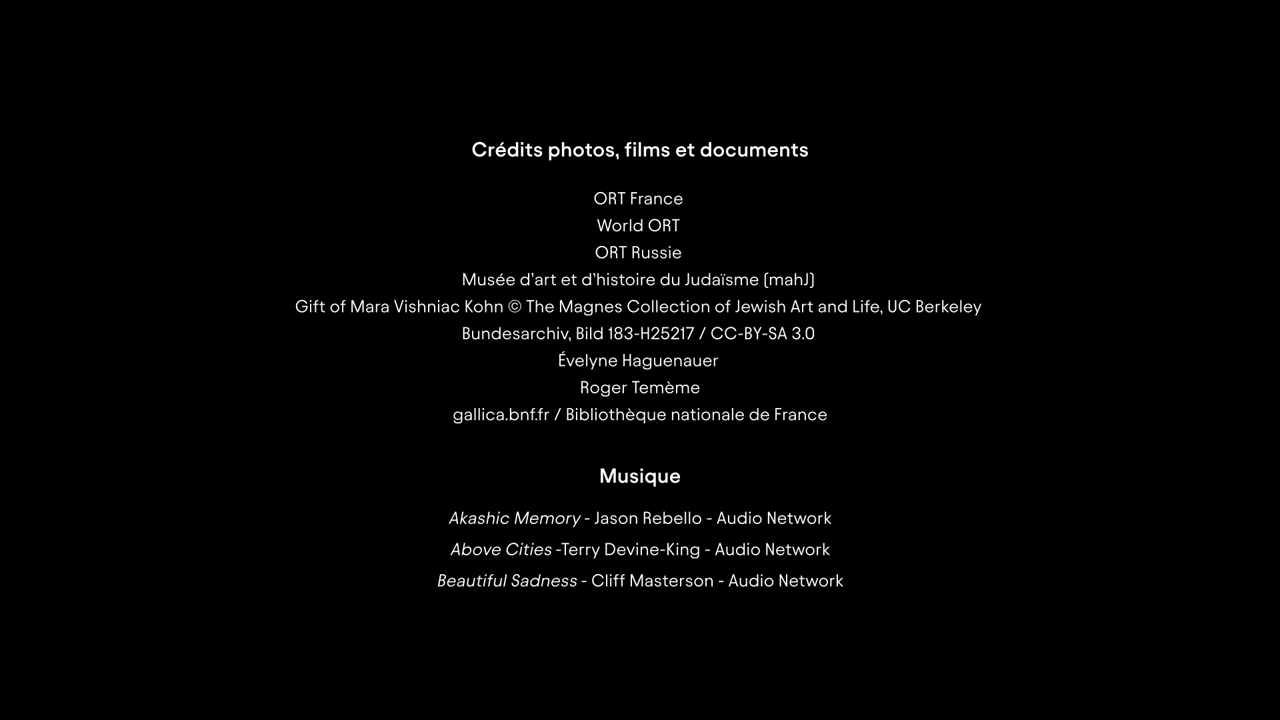 Crédits photos, films et documents
ORT France
World ORT
ORT Russie
Musée d'art et d'histoire du Judaïsme (mahJ)
Gift of Mara Vishniac Kohn © The Magnes Collection of Jewish Art and Life, UC Berkeley
Bundesarchiv, Bild 183-H25217 / CC-BY-SA 3.0
Évelyne Haguenauer
Roger Temème
gallica.bnf.fr / Bibliothèque nationale de France
Musique
Akashic Memory - Jason Rebello - Audio Network
Above Cities -Terry Devine-King - Audio Network
Beautiful Sadness - Cliff Masterson - Audio Network